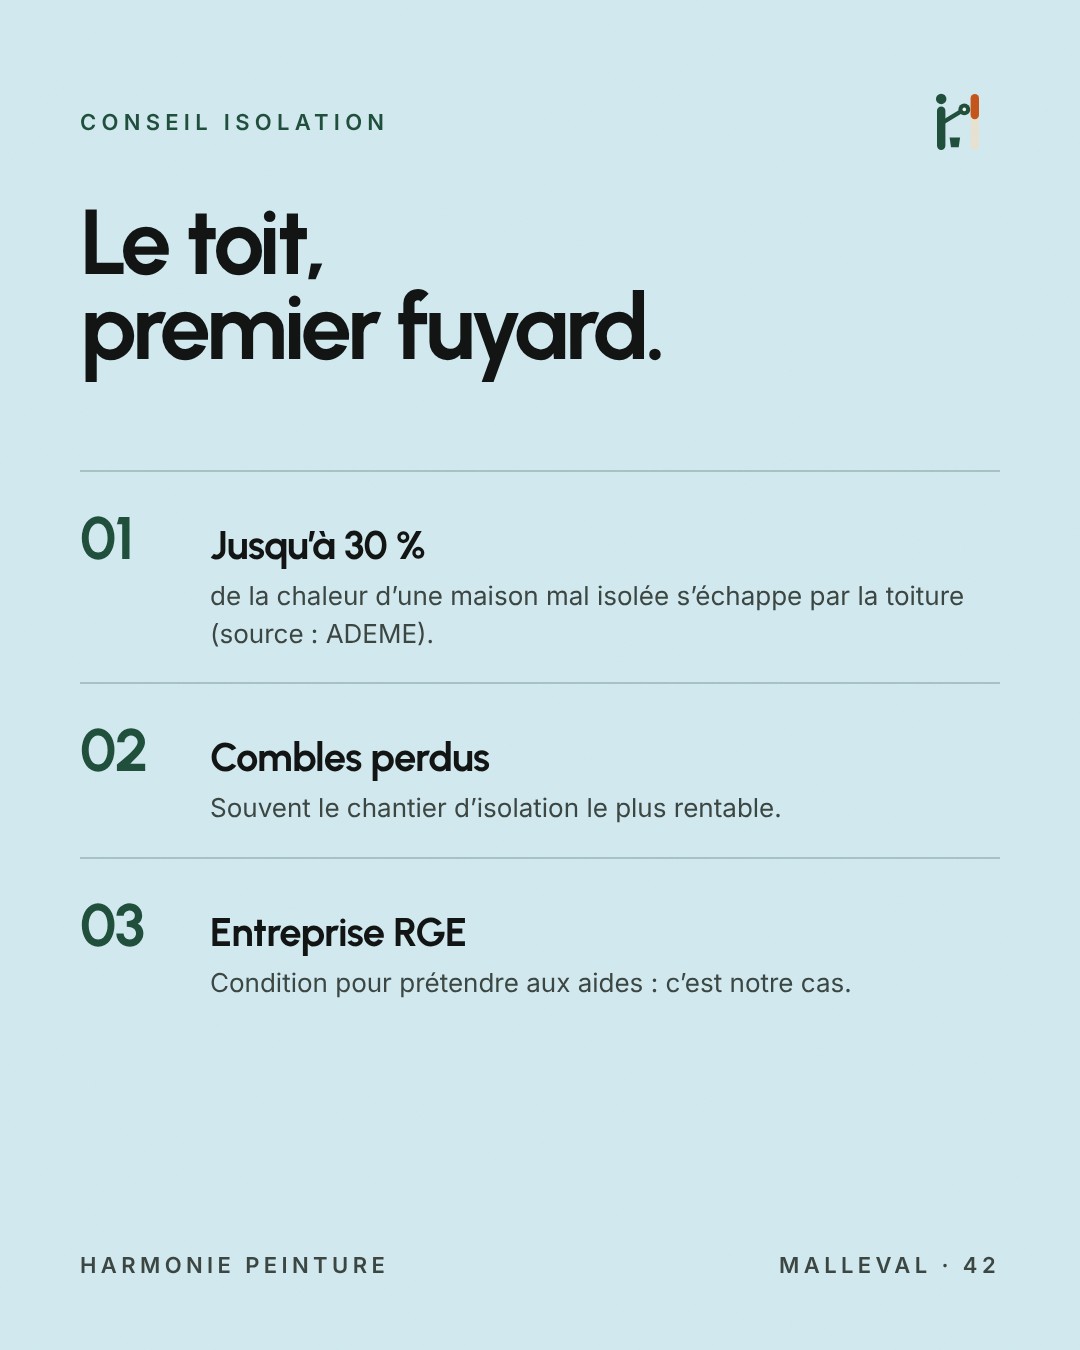 CONSEIL ISOLATION
Le toit,
premier fuyard.
01
Jusqu’à 30 %
de la chaleur d’une maison mal isolée s’échappe par la toiture
(source : ADEME).
02
Combles perdus
Souvent le chantier d’isolation le plus rentable.
03
Entreprise RGE
Condition pour prétendre aux aides : c’est notre cas.
HARMONIE PEINTURE
MALLEVAL · 42